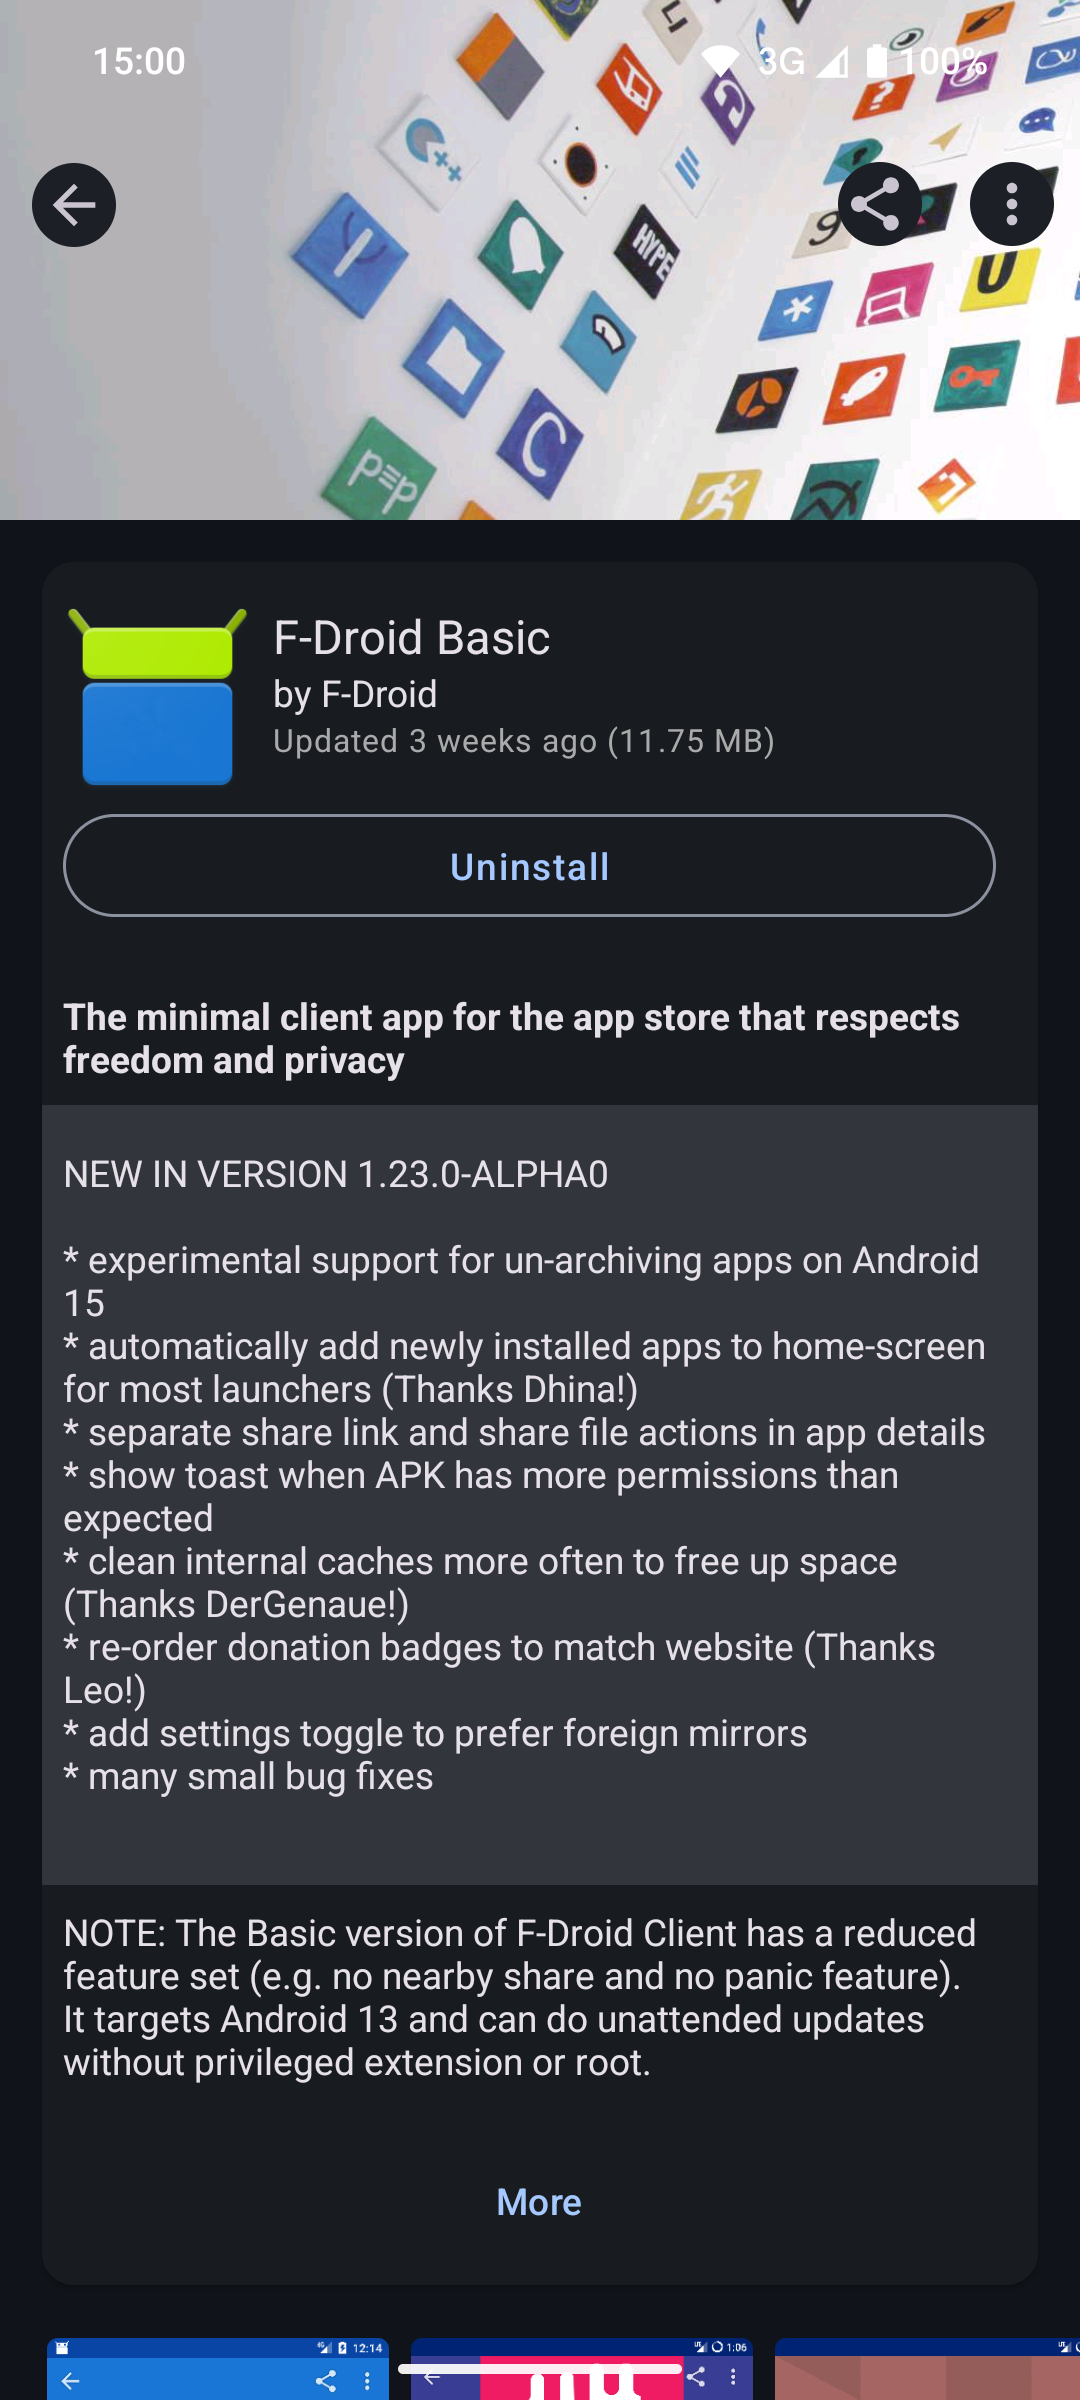 15:00
3G
100%
HYPE
U
9
C
p≡p
F-Droid Basic
by F-Droid
Updated 3 weeks ago (11.75 MB)
Uninstall
The minimal client app for the app store that respects
freedom and privacy
NEW IN VERSION 1.23.0-ALPHA0
* experimental support for un-archiving apps on Android
15
* automatically add newly installed apps to home-screen
for most launchers (Thanks Dhina!)
* separate share link and share file actions in app details
* show toast when APK has more permissions than
expected
* clean internal caches more often to free up space
(Thanks DerGenaue!)
* re-order donation badges to match website (Thanks
Leo!)
* add settings toggle to prefer foreign mirrors
* many small bug fixes
NOTE: The Basic version of F-Droid Client has a reduced
feature set (e.g. no nearby share and no panic feature).
It targets Android 13 and can do unattended updates
without privileged extension or root.
More
12:14
1:06